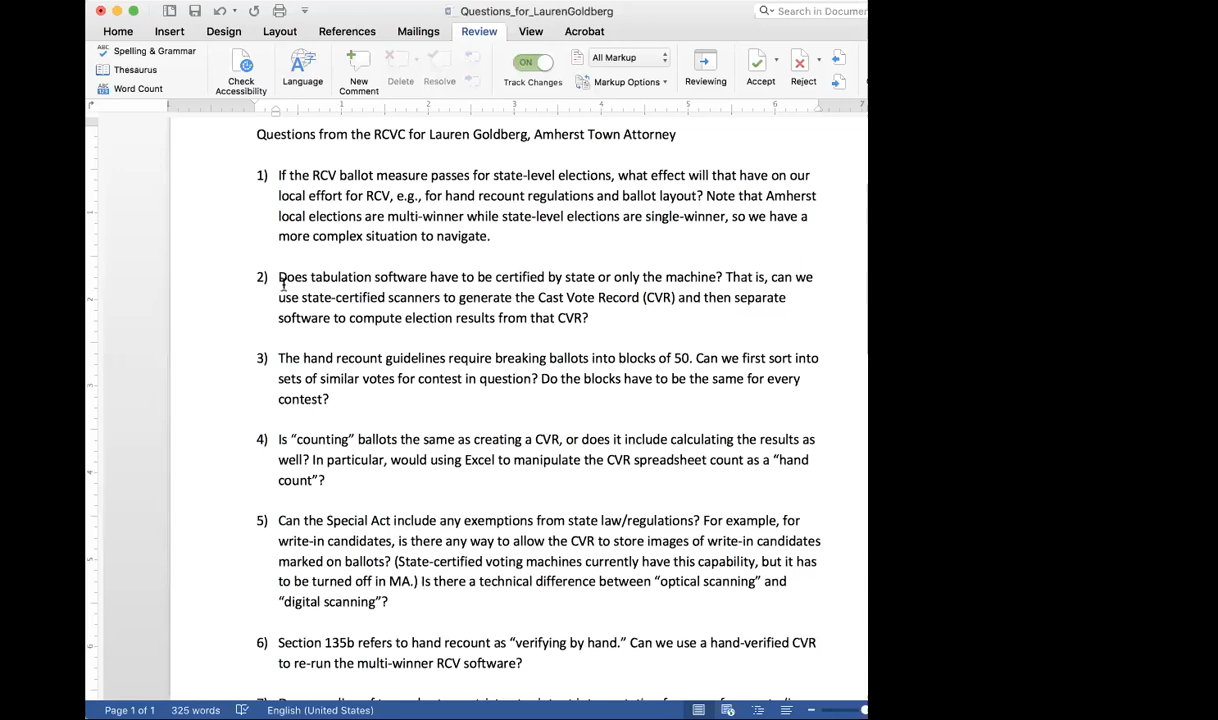 Questions_for_LaurenGoldberg
Search in Documen
Home Insert Design Layout References Mailings Review View Acrobat
ABC Spelling & Grammar
Thesaurus
ABC 123 Word Count
Check Accessibility
Language
New Comment
Delete
Resolve
ON
Track Changes
All Markup
Markup Options
Reviewing
Accept
Reject
1 2 3 4 5 6 7
Questions from the RCVC for Lauren Goldberg, Amherst Town Attorney
1) If the RCV ballot measure passes for state-level elections, what effect will that have on our
local effort for RCV, e.g., for hand recount regulations and ballot layout? Note that Amherst
local elections are multi-winner while state-level elections are single-winner, so we have a
more complex situation to navigate.
2) Does tabulation software have to be certified by state or only the machine? That is, can we
use state-certified scanners to generate the Cast Vote Record (CVR) and then separate
software to compute election results from that CVR?
3) The hand recount guidelines require breaking ballots into blocks of 50. Can we first sort into
sets of similar votes for contest in question? Do the blocks have to be the same for every
contest?
4) Is “counting” ballots the same as creating a CVR, or does it include calculating the results as
well? In particular, would using Excel to manipulate the CVR spreadsheet count as a “hand
count”?
5) Can the Special Act include any exemptions from state law/regulations? For example, for
write-in candidates, is there any way to allow the CVR to store images of write-in candidates
marked on ballots? (State-certified voting machines currently have this capability, but it has
to be turned off in MA.) Is there a technical difference between “optical scanning” and
“digital scanning”?
6) Section 135b refers to hand recount as “verifying by hand.” Can we use a hand-verified CVR
to re-run the multi-winner RCV software?
Page 1 of 1 325 words English (United States)